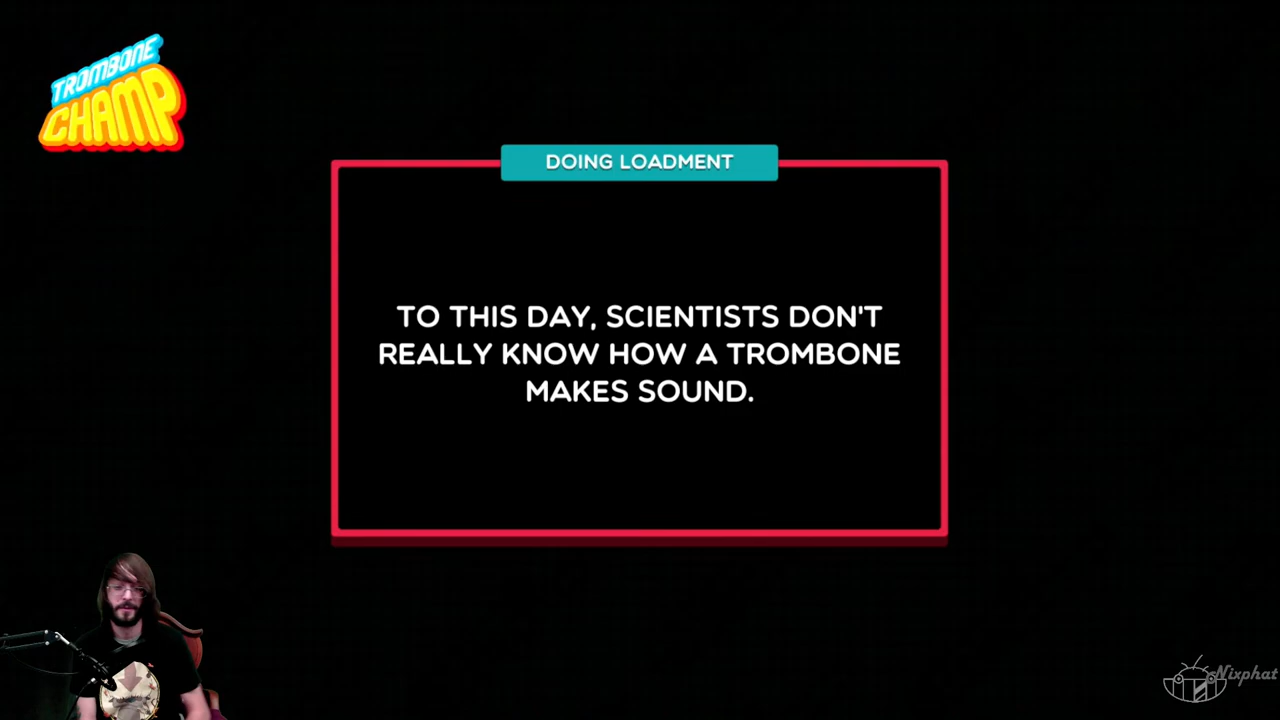 TROMBONE
CHAMP
DOING LOADMENT
TO THIS DAY, SCIENTISTS DON'T
REALLY KNOW HOW A TROMBONE
MAKES SOUND.
Nixphat